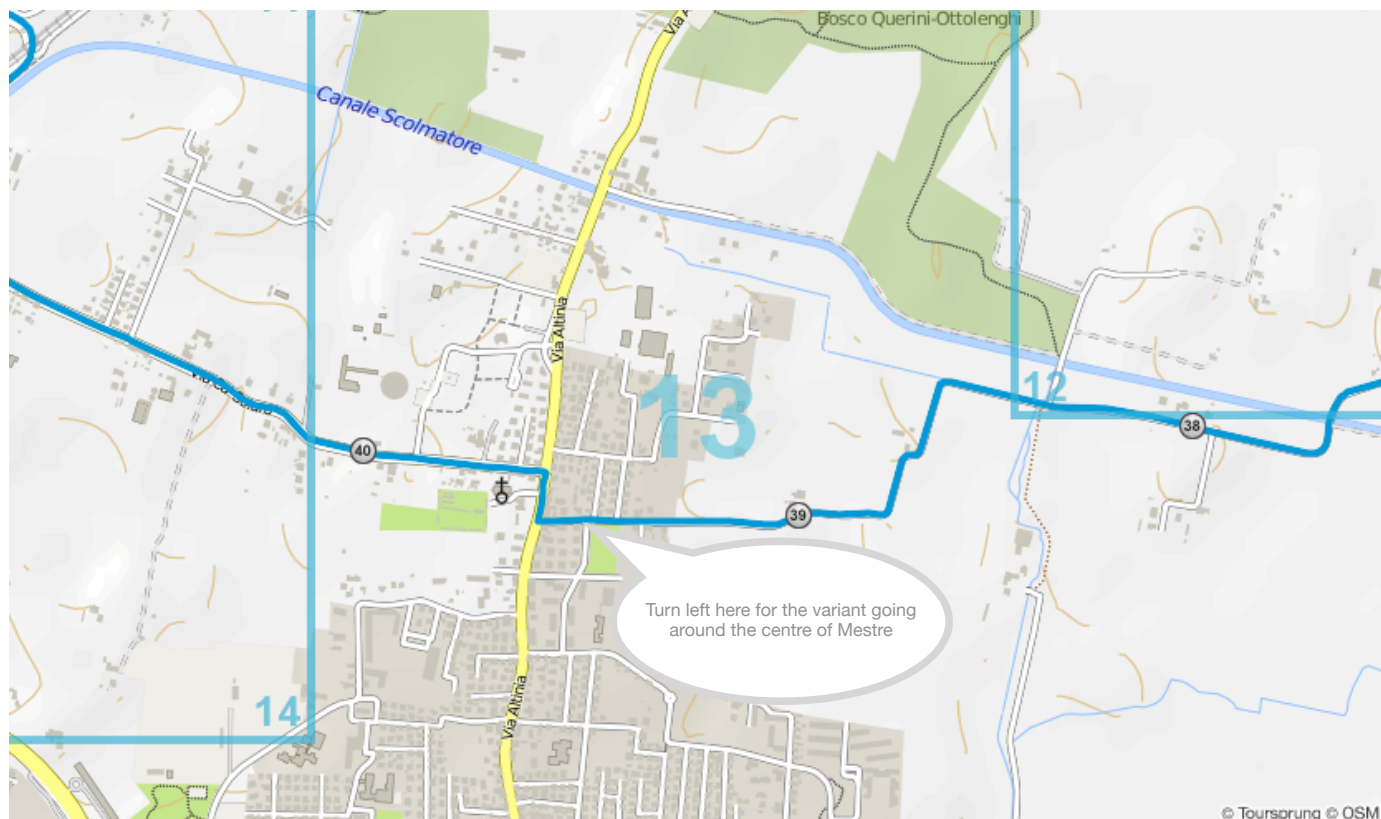 Bosco Querini-Ottolenghi
Via A
Canale Scolmatore
Via Altinia
13
12
38
40
39
Turn left here for the variant going
around the centre of Mestre
14
Via Altinia
© Toursprung © OSM